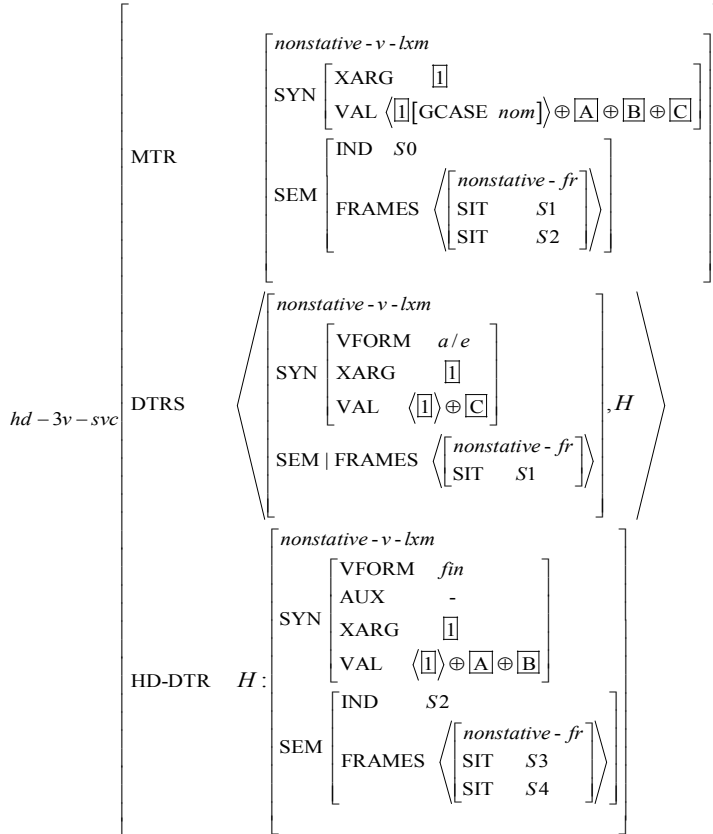 nonstative - v - lxm
XARG 1
SYN
VAL ⟨1[GCASE nom]⟩ ⊕ A ⊕ B ⊕ C
MTR
IND S0
nonstative - fr
SEM
FRAMES ⟨[SIT S1
SIT S2]⟩
nonstative - v - lxm
VFORM a / e
SYN XARG 1
VAL ⟨1⟩ ⊕ C
hd – 3v – svc DTRS , H
SEM | FRAMES ⟨[nonstative - fr
SIT S1]⟩
nonstative - v - lxm
VFORM fin
AUX -
SYN
XARG 1
VAL ⟨1⟩ ⊕ A ⊕ B
HD-DTR H :
IND S2
nonstative - fr
SEM
FRAMES ⟨[SIT S3
SIT S4]⟩